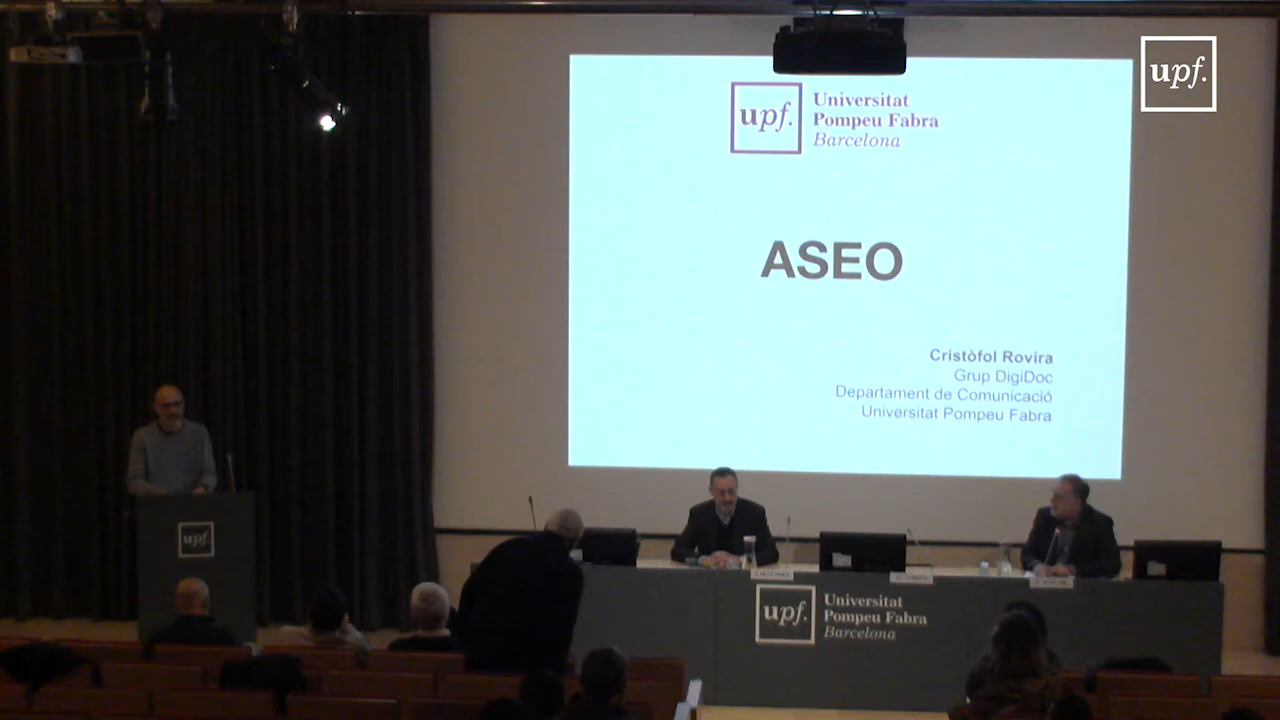 upf.
Universitat
Pompeu Fabra
Barcelona
upf.
ASEO
Cristòfol Rovira
Grup DigiDoc
Departament de Comunicació
Universitat Pompeu Fabra
upf.
upf.
Universitat
Pompeu Fabra
Barcelona